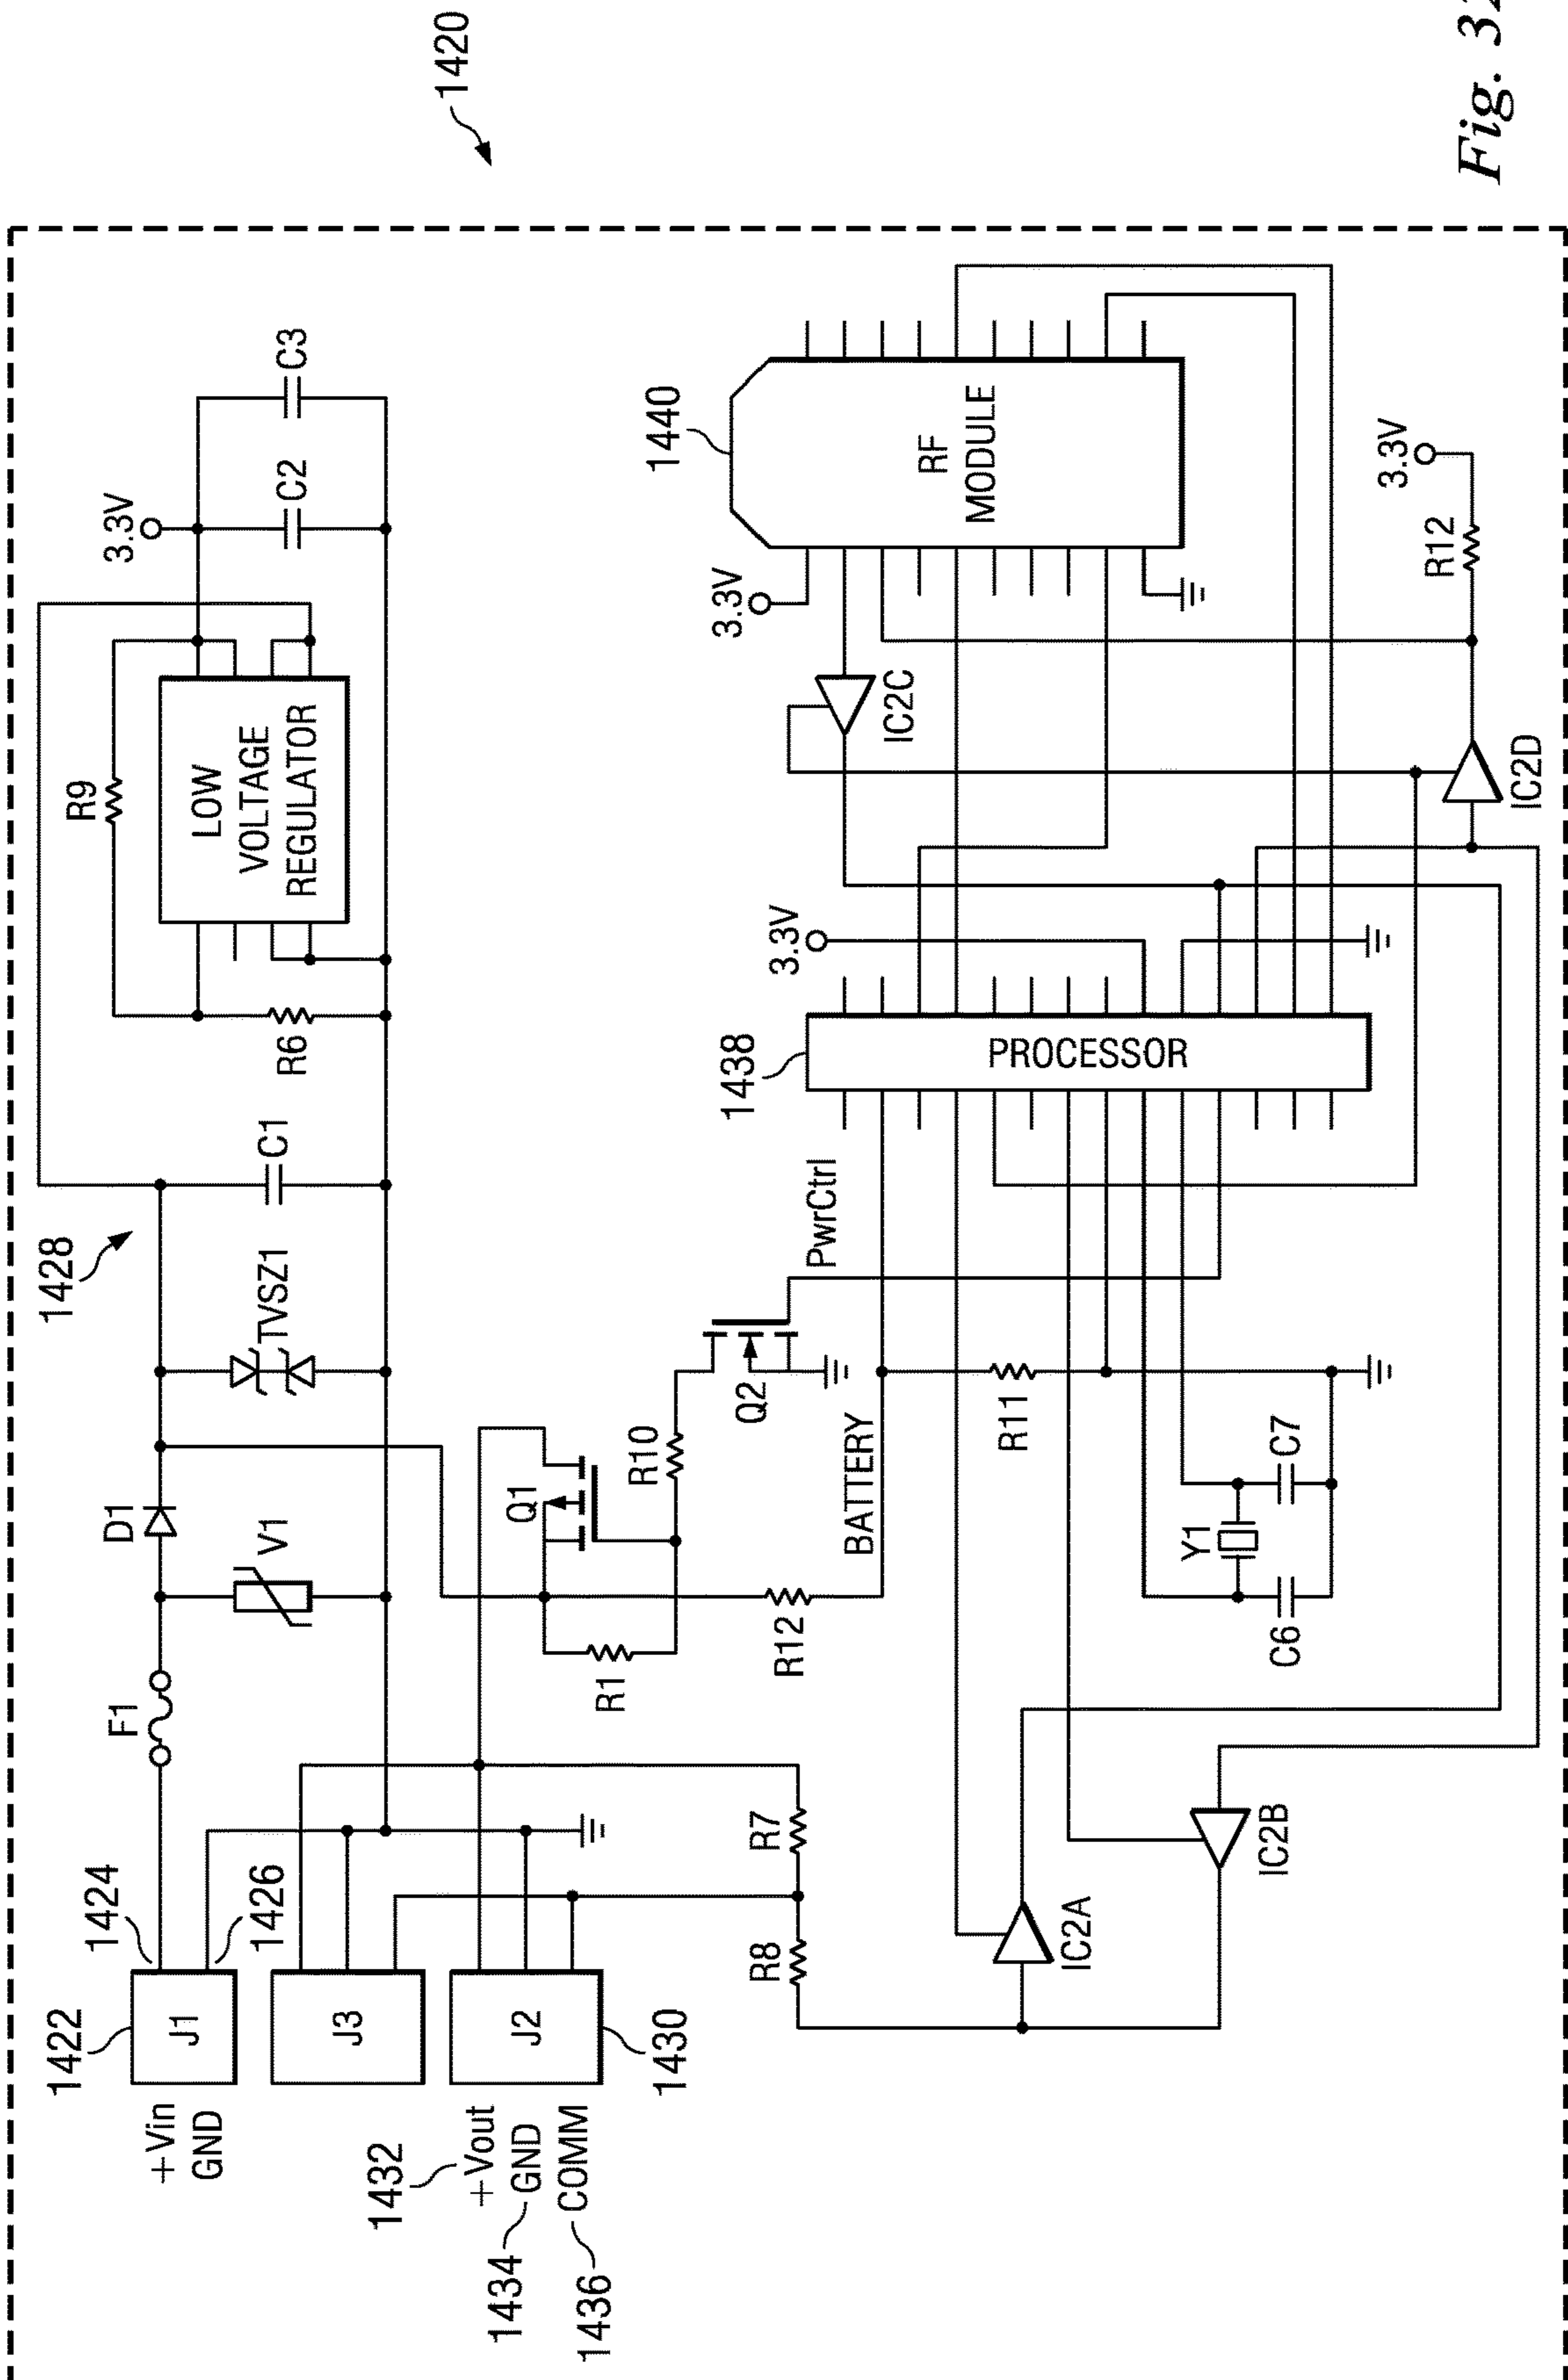 1420
1428
1422
1424
F1
D1
R9
3.3V
C3
+Vin
GND
J1
1426
V1
TVSZ1
C1
R6
LOW
VOLTAGE
REGULATOR
C2
J3
1432
+Vout
1434
GND
1436
COMM
J2
1430
Q1
R1
R10
R12
Q2
PwrCtrl
R7
R8
BATTERY
1438
PROCESSOR
3.3V
3.3V
1440
RF
MODULE
IC2C
R11
IC2A
IC2B
Y1
C6
C7
IC2D
R12
3.3V
Fig. 32